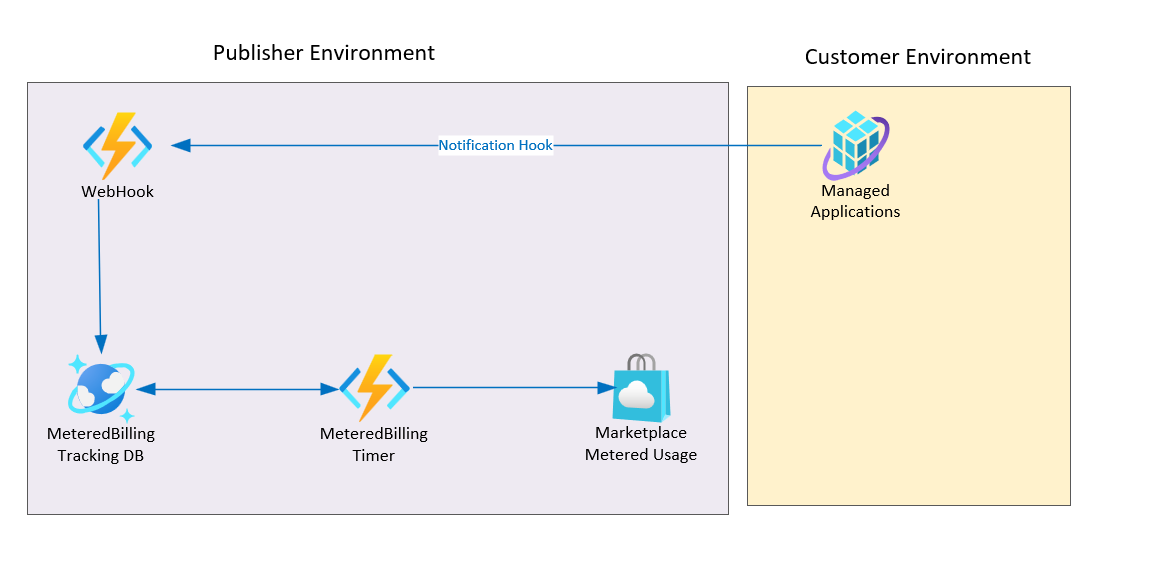 Publisher Environment
Customer Environment
Notification Hook
WebHook
Managed
Applications
MeteredBilling
Tracking DB
MeteredBilling
Timer
Marketplace
Metered Usage